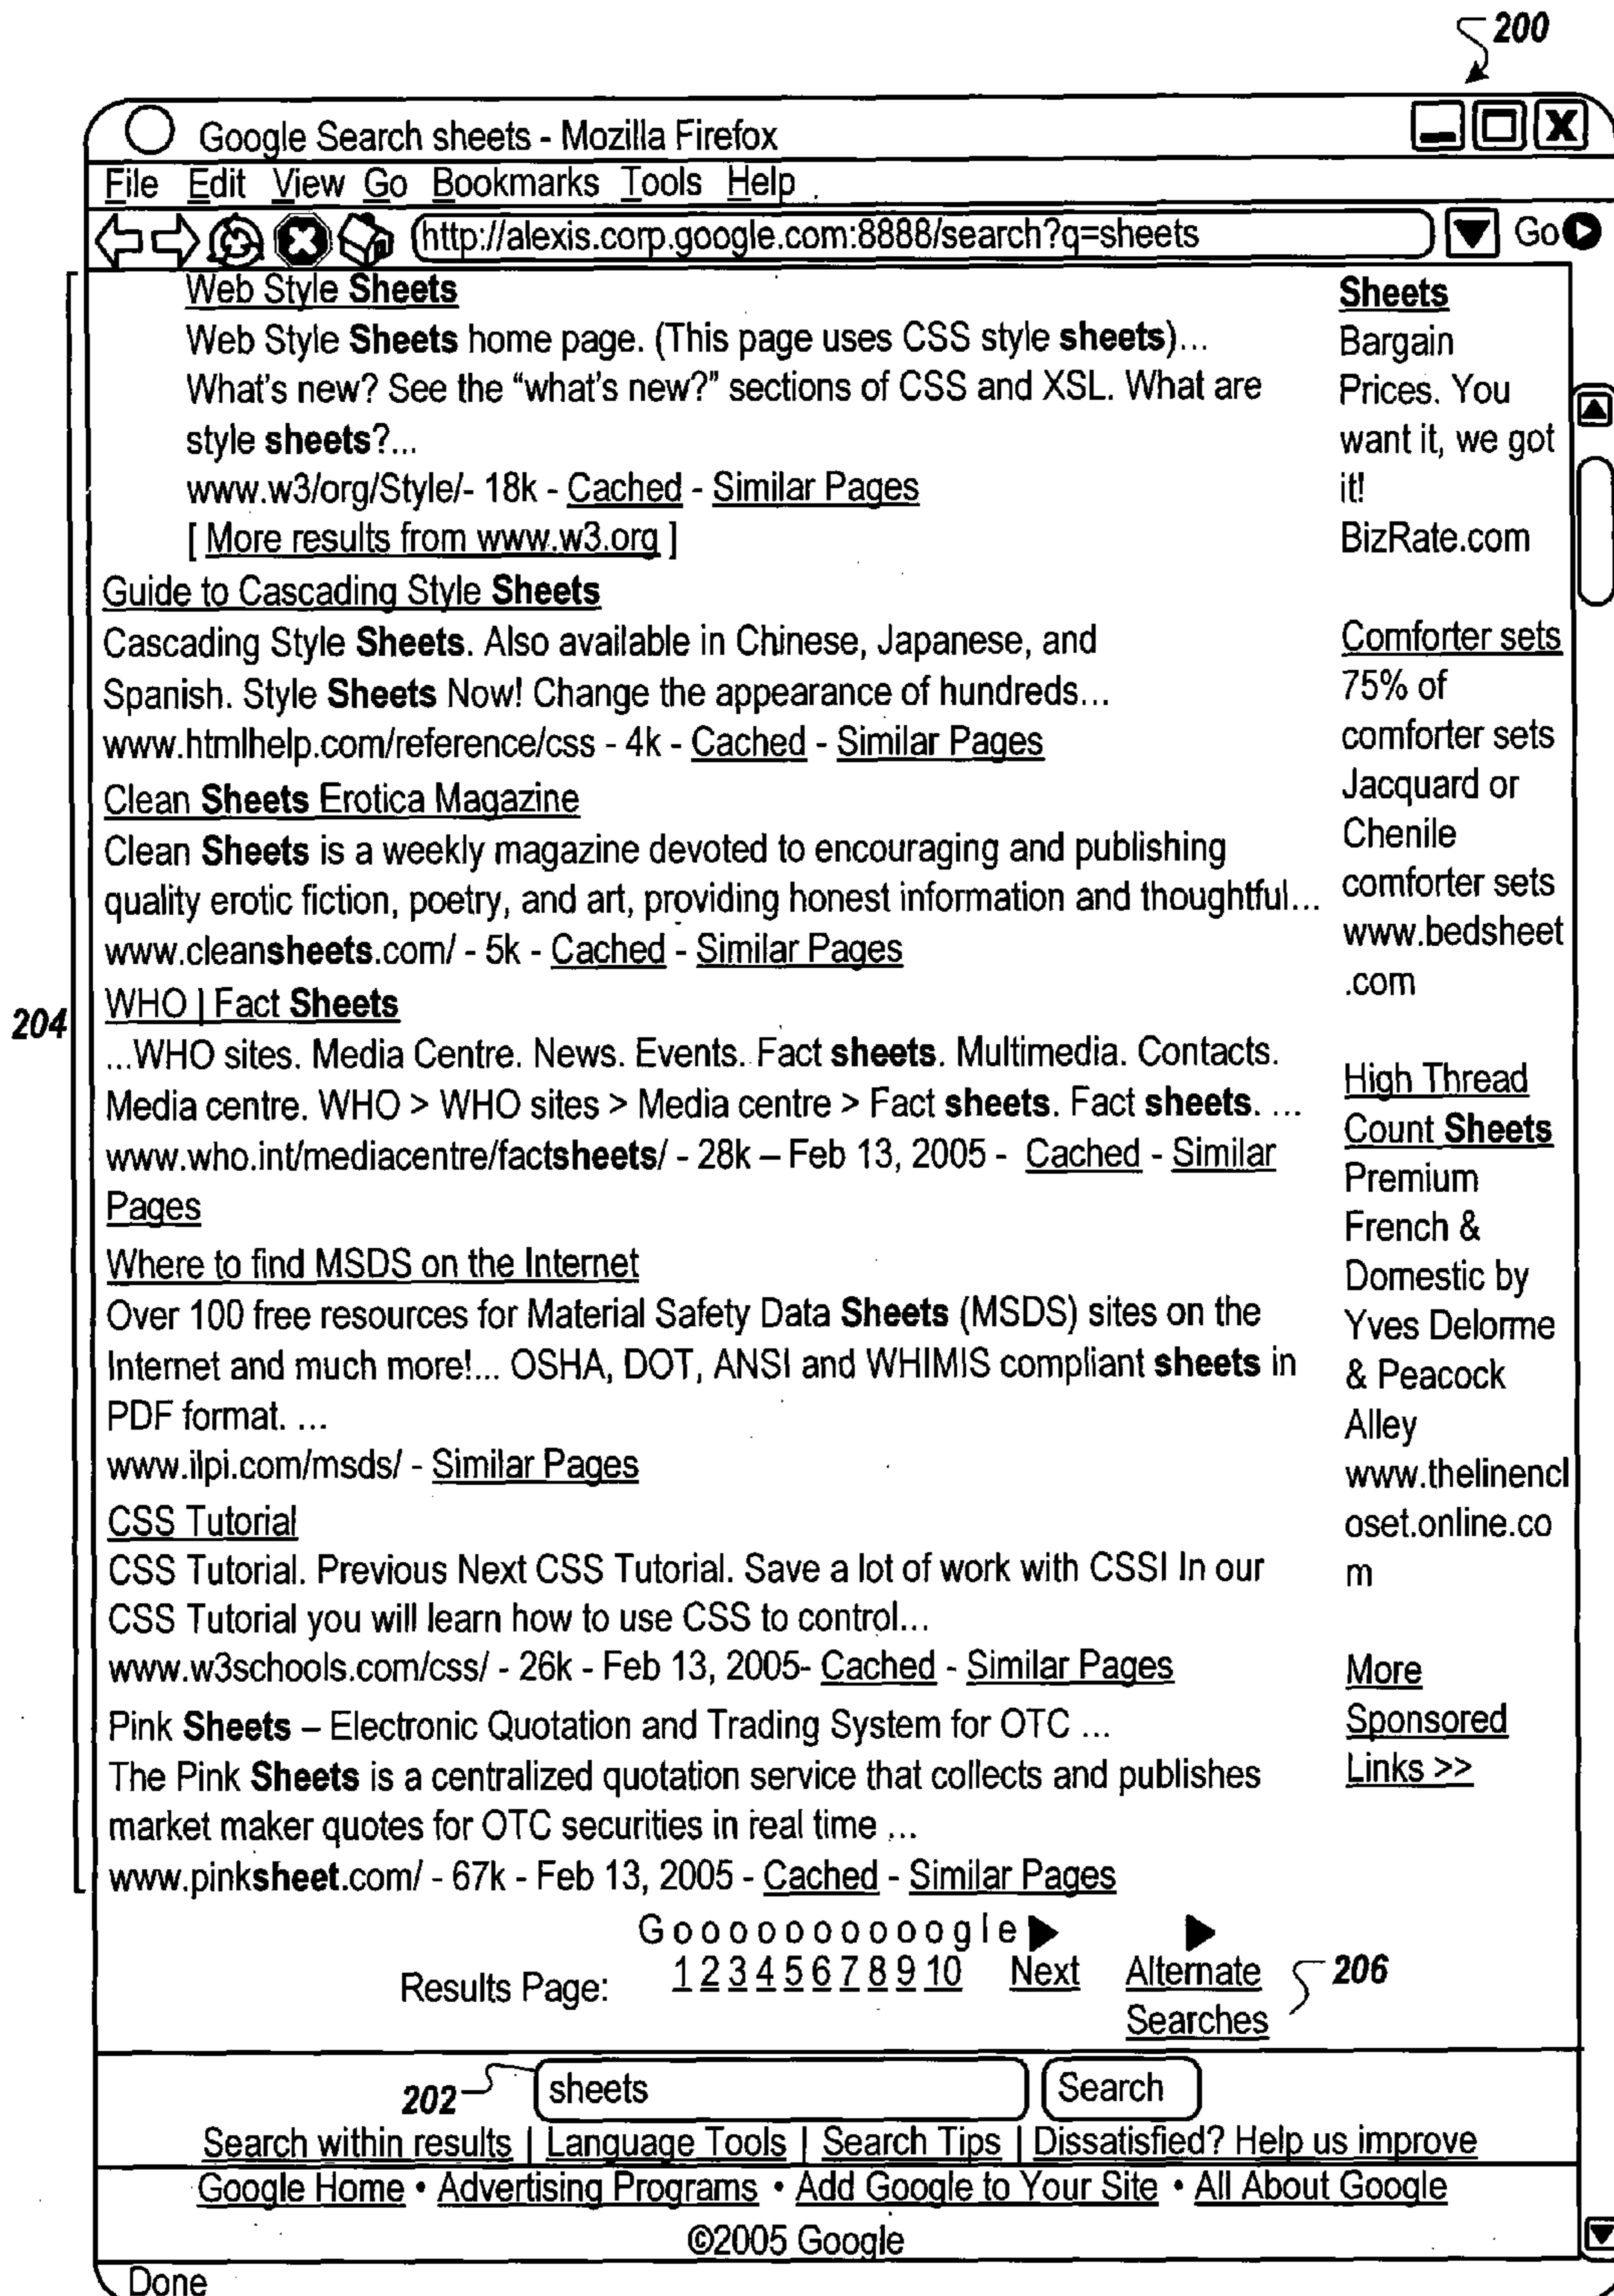 200
Google Search sheets - Mozilla Firefox
File Edit View Go Bookmarks Tools Help
http://alexis.corp.google.com:8888/search?q=sheets Go
Web Style Sheets
Web Style Sheets home page. (This page uses CSS style sheets)...
What's new? See the “what's new?” sections of CSS and XSL. What are
style sheets?...
www.w3/org/Style/- 18k - Cached - Similar Pages
[ More results from www.w3.org ]
Guide to Cascading Style Sheets
Cascading Style Sheets. Also available in Chinese, Japanese, and
Spanish. Style Sheets Now! Change the appearance of hundreds...
www.htmlhelp.com/reference/css - 4k - Cached - Similar Pages
Clean Sheets Erotica Magazine
Clean Sheets is a weekly magazine devoted to encouraging and publishing
quality erotic fiction, poetry, and art, providing honest information and thoughtful...
www.cleansheets.com/ - 5k - Cached - Similar Pages
204
WHO | Fact Sheets
...WHO sites. Media Centre. News. Events. Fact sheets. Multimedia. Contacts.
Media centre. WHO > WHO sites > Media centre > Fact sheets. Fact sheets. ...
www.who.int/mediacentre/factsheets/ - 28k – Feb 13, 2005 - Cached - Similar
Pages
Where to find MSDS on the Internet
Over 100 free resources for Material Safety Data Sheets (MSDS) sites on the
Internet and much more!... OSHA, DOT, ANSI and WHIMIS compliant sheets in
PDF format. ...
www.ilpi.com/msds/ - Similar Pages
CSS Tutorial
CSS Tutorial. Previous Next CSS Tutorial. Save a lot of work with CSSI In our
CSS Tutorial you will learn how to use CSS to control...
www.w3schools.com/css/ - 26k - Feb 13, 2005- Cached - Similar Pages
Pink Sheets – Electronic Quotation and Trading System for OTC ...
The Pink Sheets is a centralized quotation service that collects and publishes
market maker quotes for OTC securities in real time ...
www.pinksheet.com/ - 67k - Feb 13, 2005 - Cached - Similar Pages
Sheets
Bargain
Prices. You
want it, we got
it!
BizRate.com
Comforter sets
75% of
comforter sets
Jacquard or
Chenile
comforter sets
www.bedsheet
.com
High Thread
Count Sheets
Premium
French &
Domestic by
Yves Delorme
& Peacock
Alley
www.thelinencl
oset.online.co
m
More
Sponsored
Links >>
G o o o o o o o o o o g l e
Results Page: 1 2 3 4 5 6 7 8 9 10 Next Alternate
Searches
206
202
sheets Search
Search within results | Language Tools | Search Tips | Dissatisfied? Help us improve
Google Home • Advertising Programs • Add Google to Your Site • All About Google
©2005 Google
Done